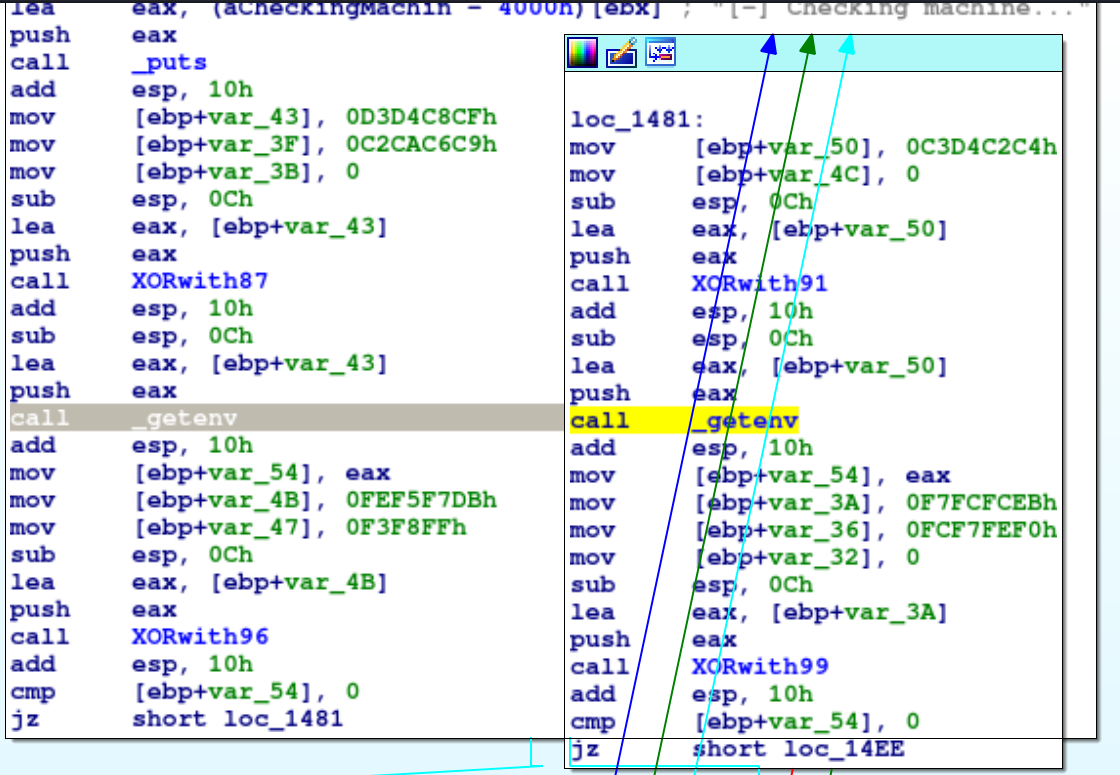 lea eax, (aCheckingMachin - 4000h)[ebx] ; "[-] Checking machine..."
push eax
call _puts
add esp, 10h
mov [ebp+var_43], 0D3D4C8CFh
mov [ebp+var_3F], 0C2CAC6C9h
mov [ebp+var_3B], 0
sub esp, 0Ch
lea eax, [ebp+var_43]
push eax
call XORwith87
add esp, 10h
sub esp, 0Ch
lea eax, [ebp+var_43]
push eax
call _getenv
add esp, 10h
mov [ebp+var_54], eax
mov [ebp+var_4B], 0FEF5F7DBh
mov [ebp+var_47], 0F3F8FFh
sub esp, 0Ch
lea eax, [ebp+var_4B]
push eax
call XORwith96
add esp, 10h
cmp [ebp+var_54], 0
jz short loc_1481
loc_1481:
mov [ebp+var_50], 0C3D4C2C4h
mov [ebp+var_4C], 0
sub esp, 0Ch
lea eax, [ebp+var_50]
push eax
call XORwith91
add esp, 10h
sub esp, 0Ch
lea eax, [ebp+var_50]
push eax
call _getenv
add esp, 10h
mov [ebp+var_54], eax
mov [ebp+var_3A], 0F7FCFCEBh
mov [ebp+var_36], 0FCF7FEF0h
mov [ebp+var_32], 0
sub esp, 0Ch
lea eax, [ebp+var_3A]
push eax
call XORwith99
add esp, 10h
cmp [ebp+var_54], 0
jz short loc_14EE